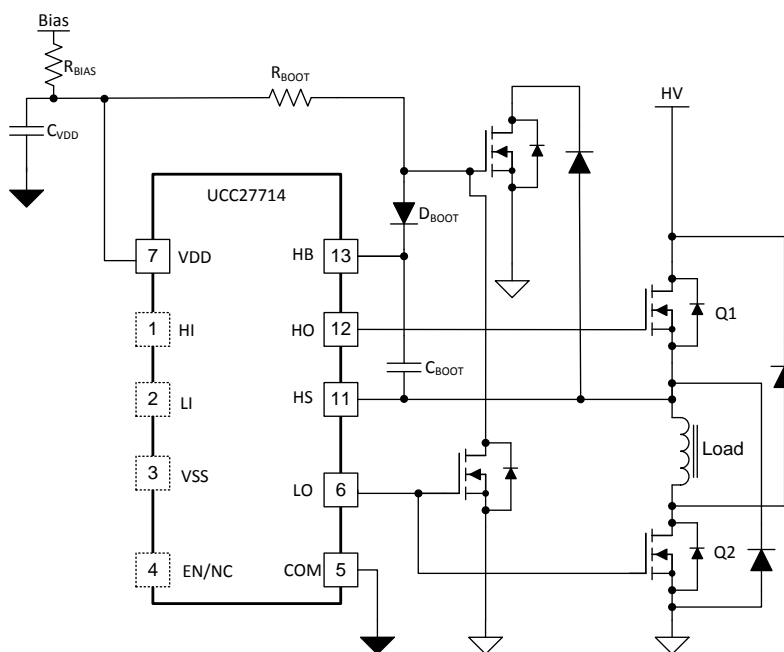 Bias
RBIAS
RBOOT
CVDD
HV
UCC27714
DBOOT
7 VDD
HB 13
1 HI
HO 12
Q1
CBOOT
2 LI
HS 11
Load
3 VSS
LO 6
4 EN/NC
COM 5
Q2